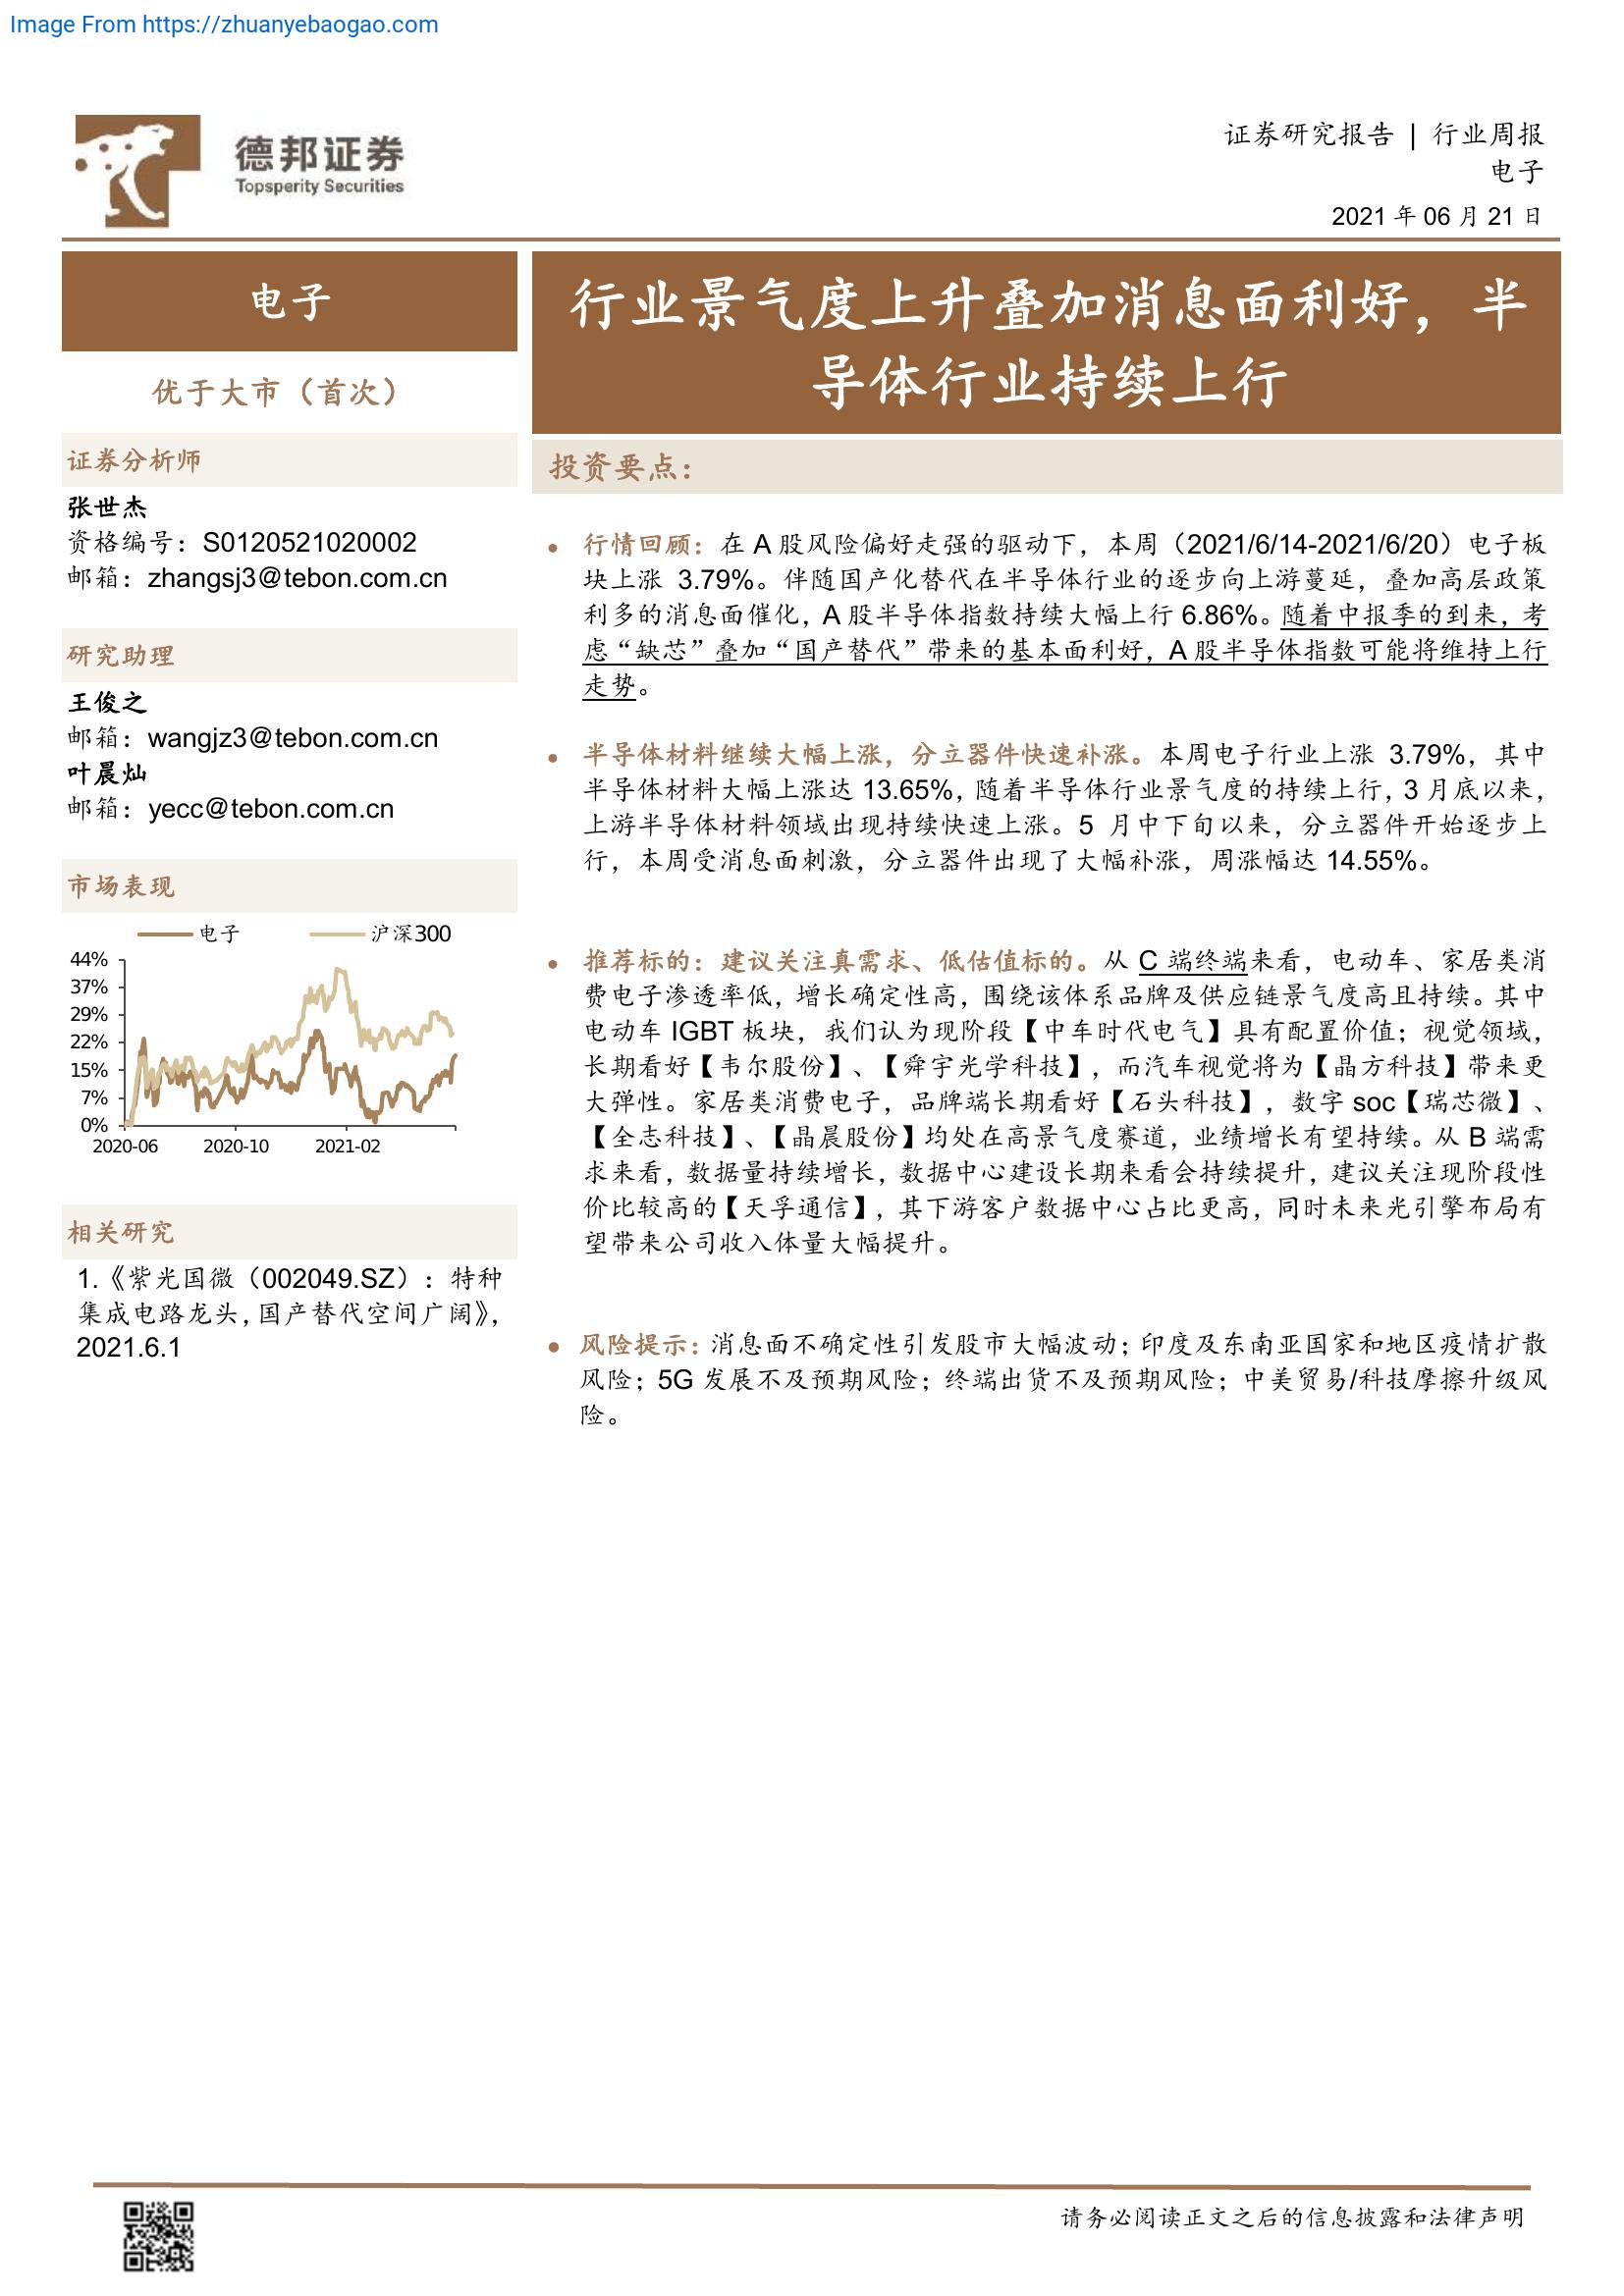 Image From https://zhuanyebaogao.com
德邦证券
Topsperity Securities
证券研究报告 | 行业周报
电子
2021 年 06 月 21 日
电子
优于大市（首次）
证券分析师
张世杰
资格编号：S0120521020002
邮箱：zhangsj3@tebon.com.cn
研究助理
王俊之
邮箱：wangjz3@tebon.com.cn
叶晨灿
邮箱：yecc@tebon.com.cn
市场表现
电子 沪深300
44%
37%
29%
22%
15%
7%
0%
2020-06 2020-10 2021-02
相关研究
1.《紫光国微（002049.SZ）：特种
集成电路龙头,国产替代空间广阔》,
2021.6.1
行业景气度上升叠加消息面利好，半
导体行业持续上行
投资要点：
● 行情回顾：在 A 股风险偏好走强的驱动下，本周（2021/6/14-2021/6/20）电子板
块上涨 3.79%。伴随国产化替代在半导体行业的逐步向上游蔓延，叠加高层政策
利多的消息面催化，A 股半导体指数持续大幅上行 6.86%。随着中报季的到来，考
虑“缺芯”叠加“国产替代”带来的基本面利好，A 股半导体指数可能将维持上行
走势。
● 半导体材料继续大幅上涨，分立器件快速补涨。本周电子行业上涨 3.79%，其中
半导体材料大幅上涨达 13.65%，随着半导体行业景气度的持续上行，3 月底以来，
上游半导体材料领域出现持续快速上涨。5 月中下旬以来，分立器件开始逐步上
行，本周受消息面刺激，分立器件出现了大幅补涨，周涨幅达 14.55%。
● 推荐标的：建议关注真需求、低估值标的。从 C 端终端来看，电动车、家居类消
费电子渗透率低，增长确定性高，围绕该体系品牌及供应链景气度高且持续。其中
电动车 IGBT 板块，我们认为现阶段【中车时代电气】具有配置价值；视觉领域，
长期看好【韦尔股份】、【舜宇光学科技】，而汽车视觉将为【晶方科技】带来更
大弹性。家居类消费电子，品牌端长期看好【石头科技】，数字 soc【瑞芯微】、
【全志科技】、【晶晨股份】均处在高景气度赛道，业绩增长有望持续。从 B 端需
求来看，数据量持续增长，数据中心建设长期来看会持续提升，建议关注现阶段性
价比较高的【天孚通信】，其下游客户数据中心占比更高，同时未来光引擎布局有
望带来公司收入体量大幅提升。
● 风险提示：消息面不确定性引发股市大幅波动；印度及东南亚国家和地区疫情扩散
风险；5G 发展不及预期风险；终端出货不及预期风险；中美贸易/科技摩擦升级风
险。
请务必阅读正文之后的信息披露和法律声明